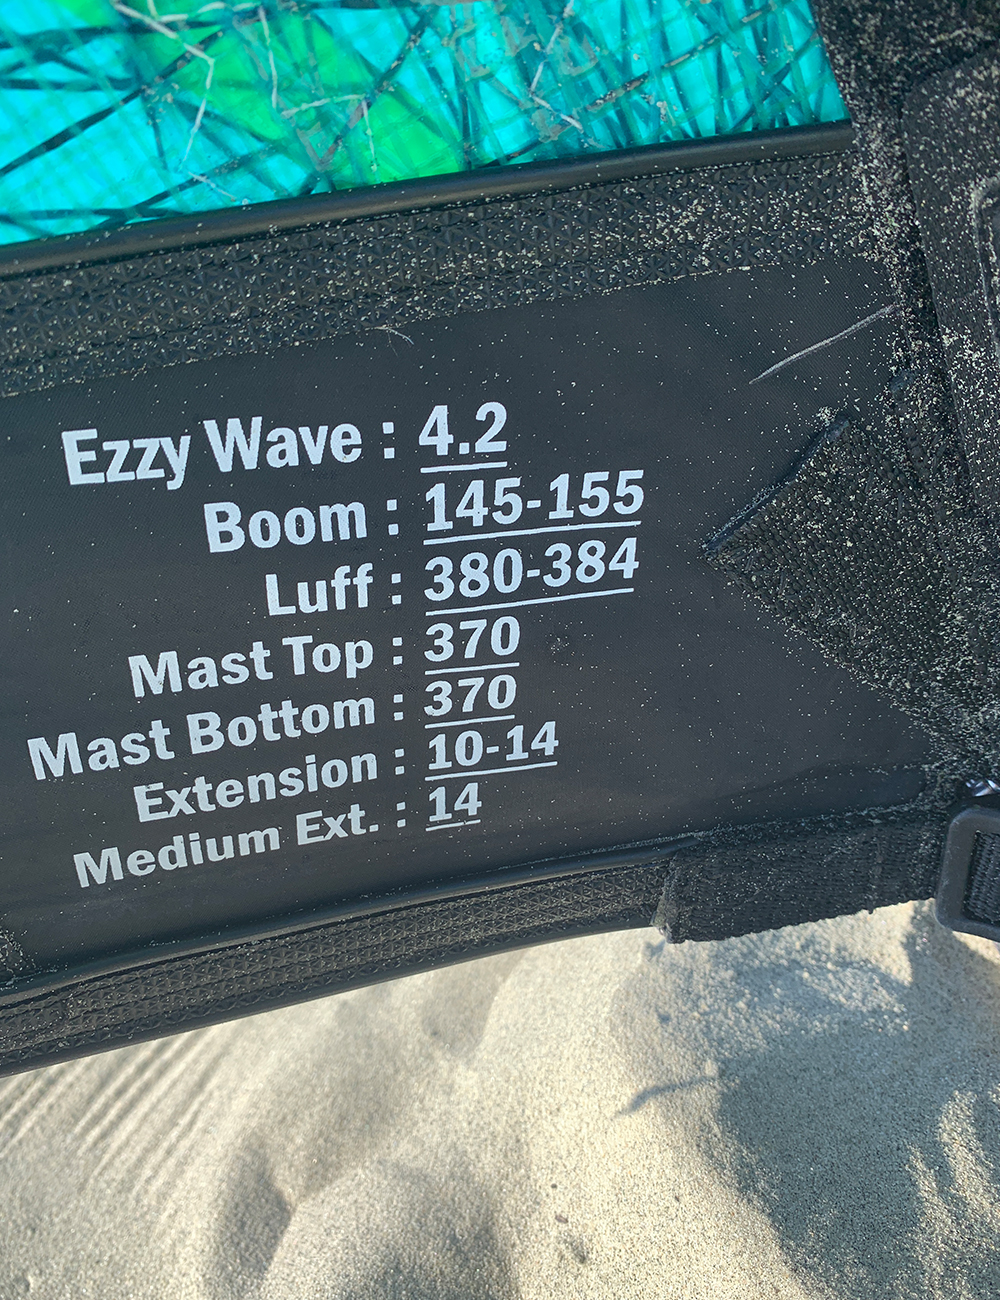 Ezzy Wave : 4.2
Boom : 145-155
Luff : 380-384
Mast Top : 370
Mast Bottom : 370
Extension : 10-14
Medium Ext. : 14